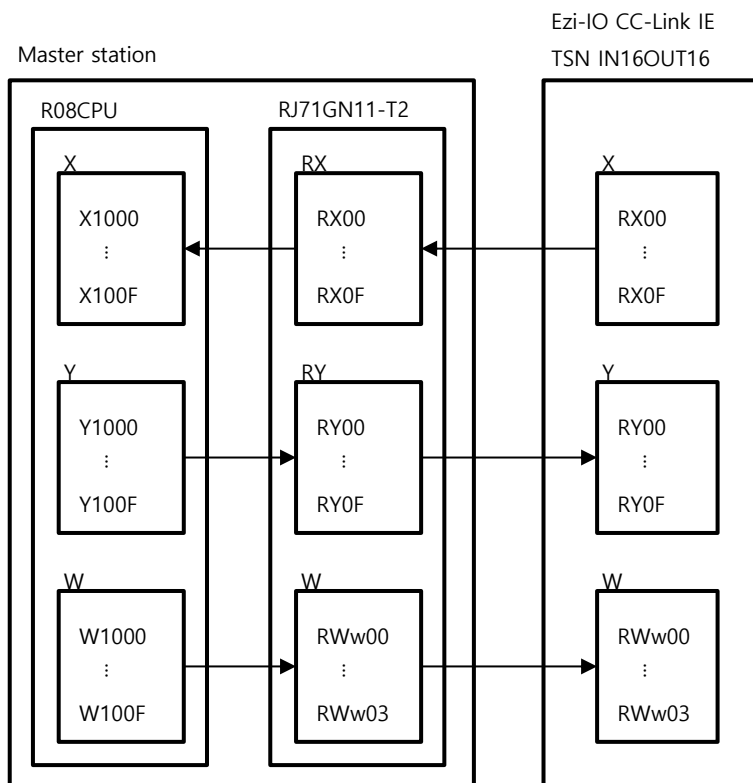 Ezi-IO CC-Link IE
TSN IN16OUT16
Master station
R08CPU
RJ71GN11-T2
X
X1000
⋮
X100F
RX
RX00
⋮
RX0F
X
RX00
⋮
RX0F
Y
Y1000
⋮
Y100F
RY
RY00
⋮
RY0F
Y
RY00
⋮
RY0F
W
W1000
⋮
W100F
W
RWw00
⋮
RWw03
W
RWw00
⋮
RWw03